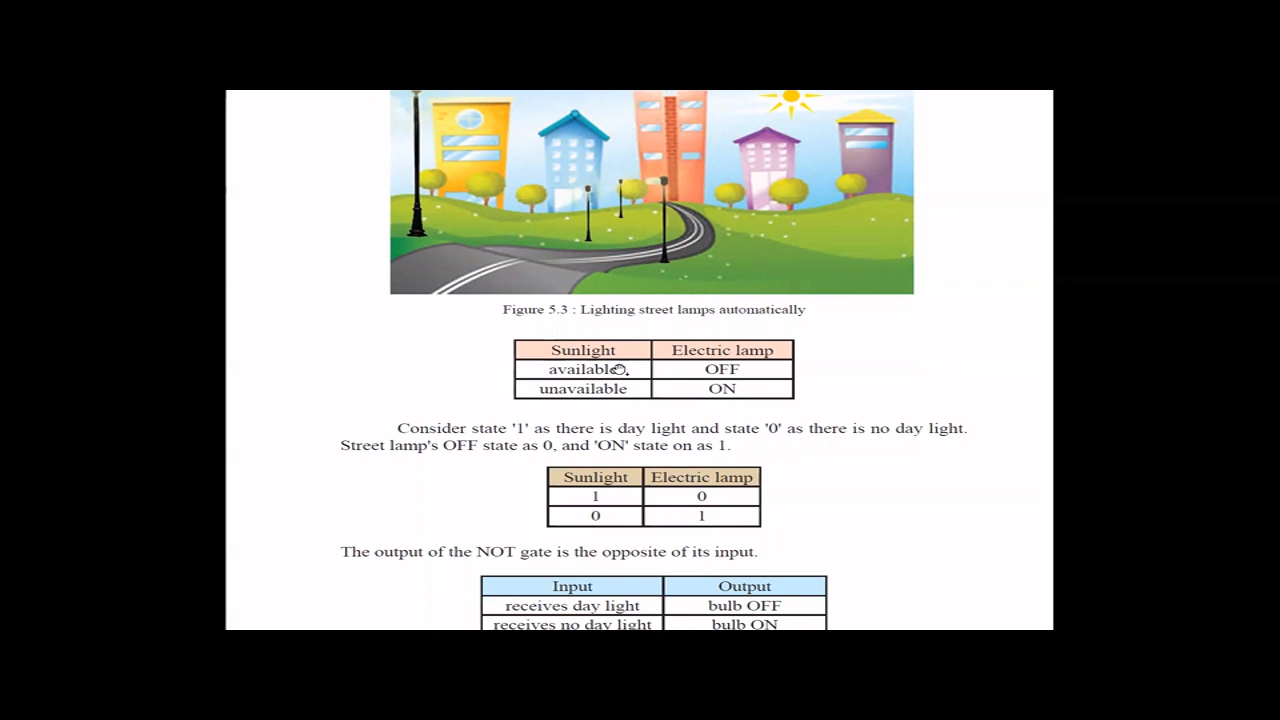 Figure 5.3 : Lighting street lamps automatically
Sunlight Electric lamp
available OFF
unavailable ON
Consider state '1' as there is day light and state '0' as there is no day light.
Street lamp's OFF state as 0, and 'ON' state on as 1.
Sunlight Electric lamp
1 0
0 1
The output of the NOT gate is the opposite of its input.
Input Output
receives day light bulb OFF
receives no day light bulb ON